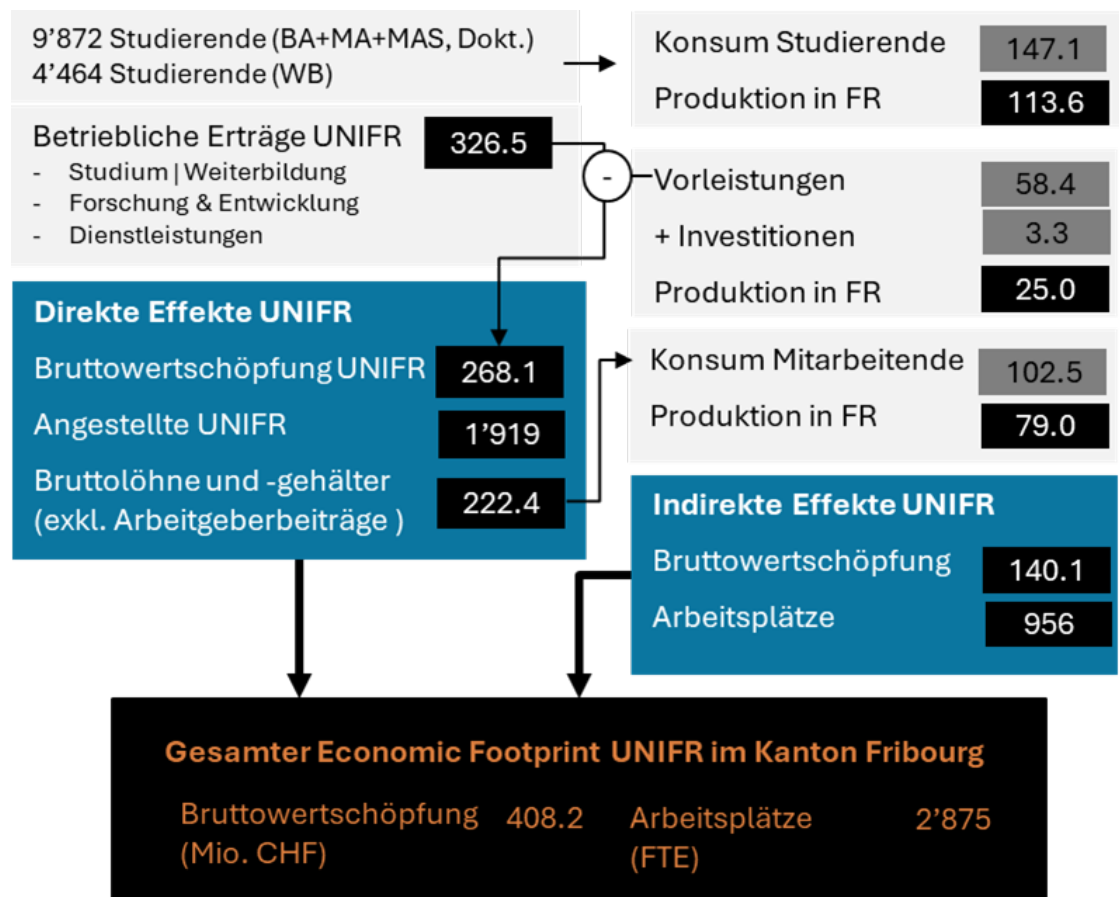 9’872 Studierende (BA+MA+MAS, Dokt.)
4’464 Studierende (WB)
Konsum Studierende 147.1
Produktion in FR 113.6
Betriebliche Erträge UNIFR 326.5
- Studium | Weiterbildung
- Forschung & Entwicklung
- Dienstleistungen
-
Vorleistungen 58.4
+ Investitionen 3.3
Produktion in FR 25.0
Direkte Effekte UNIFR
Bruttowertschöpfung UNIFR 268.1
Angestellte UNIFR 1’919
Bruttolöhne und -gehälter
(exkl. Arbeitgeberbeiträge ) 222.4
Konsum Mitarbeitende 102.5
Produktion in FR 79.0
Indirekte Effekte UNIFR
Bruttowertschöpfung 140.1
Arbeitsplätze 956
Gesamter Economic Footprint UNIFR im Kanton Fribourg
Bruttowertschöpfung 408.2 Arbeitsplätze 2’875
(Mio. CHF) (FTE)